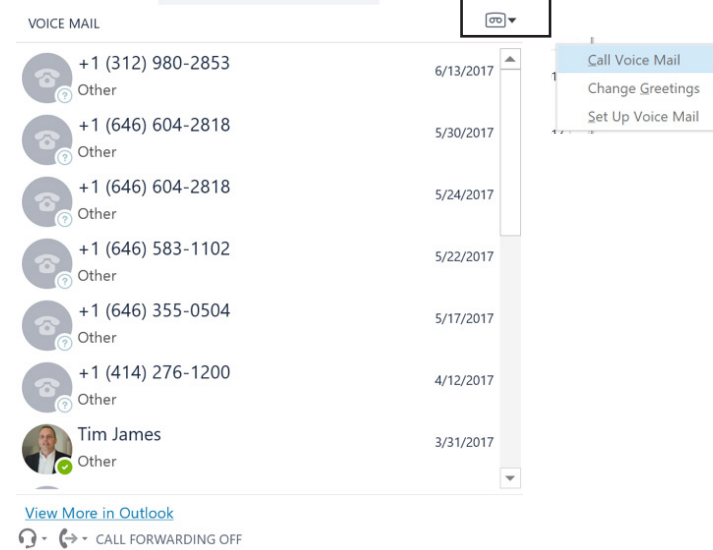 VOICE MAIL
Call Voice Mail
Change Greetings
Set Up Voice Mail
+1 (312) 980-2853
6/13/2017
Other
+1 (646) 604-2818
5/30/2017
Other
+1 (646) 604-2818
5/24/2017
Other
+1 (646) 583-1102
5/22/2017
Other
+1 (646) 355-0504
5/17/2017
Other
+1 (414) 276-1200
4/12/2017
Other
Tim James
3/31/2017
Other
View More in Outlook
CALL FORWARDING OFF